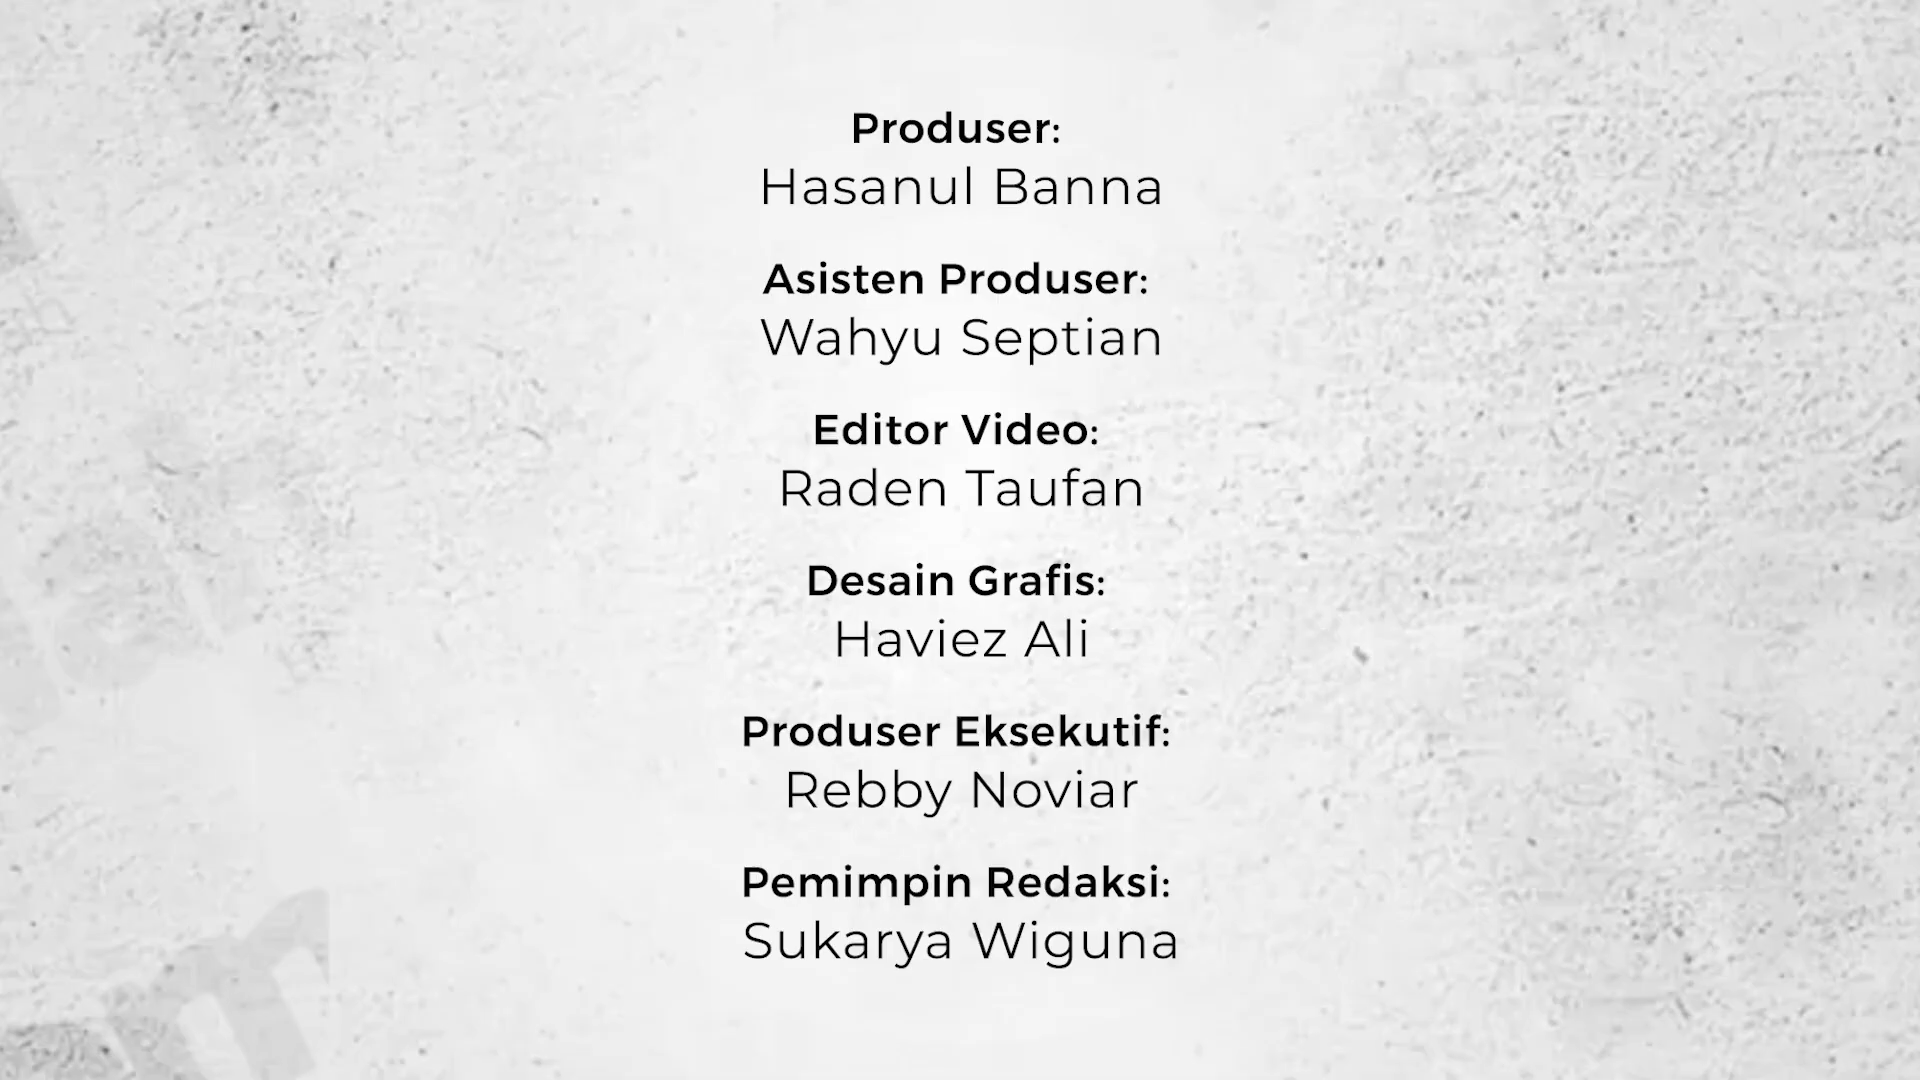 Produser:
Hasanul Banna
Asisten Produser:
Wahyu Septian
Editor Video:
Raden Taufan
Desain Grafis:
Haviez Ali
Produser Eksekutif:
Rebby Noviar
Pemimpin Redaksi:
Sukarya Wiguna